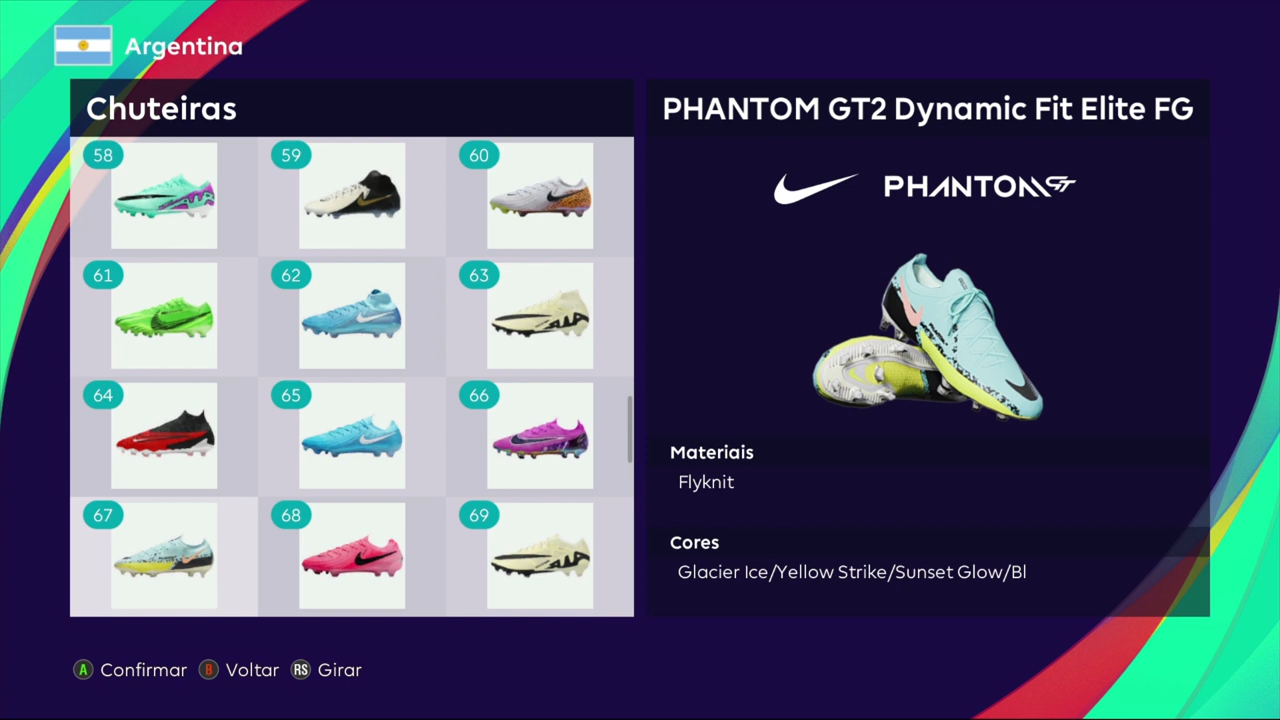 Argentina
Chuteiras
58
59
60
61
62
63
64
65
66
67
68
69
PHANTOM GT2 Dynamic Fit Elite FG
PHANTOM GT
Materiais
Flyknit
Cores
Glacier Ice/Yellow Strike/Sunset Glow/Bl
A Confirmar B Voltar RS Girar